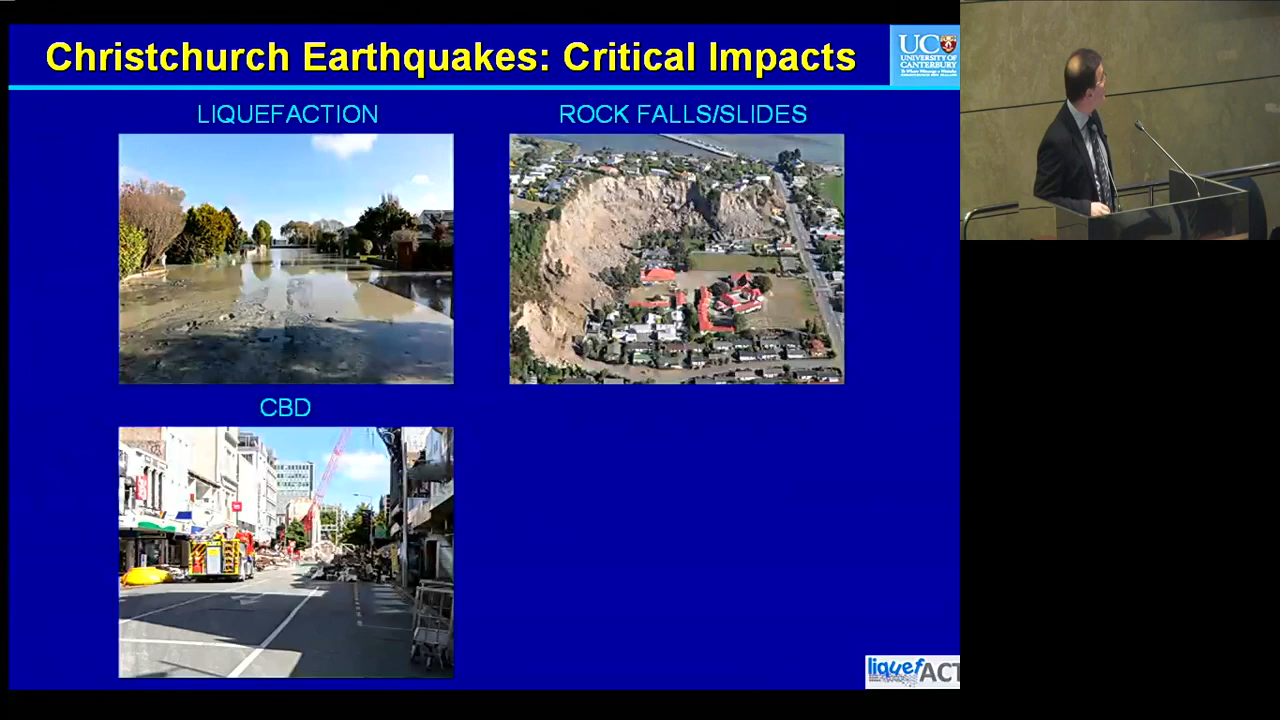 Christchurch Earthquakes: Critical Impacts
UC
UNIVERSITY OF
CANTERBURY
LIQUEFACTION
ROCK FALLS/SLIDES
CBD
liquefACT